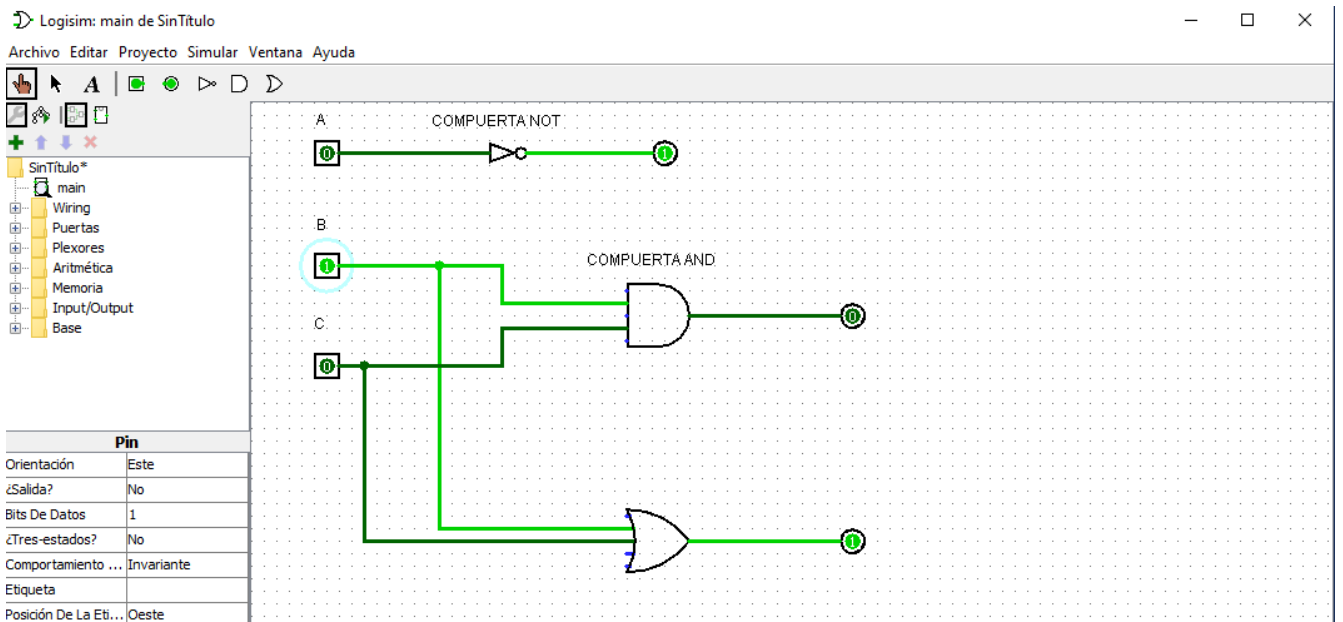 Logisim: main de SinTítulo
Archivo Editar Proyecto Simular Ventana Ayuda
A
SinTítulo*
main
Wiring
Puertas
Plexores
Aritmética
Memoria
Input/Output
Base
Pin
Orientación Este
¿Salida? No
Bits De Datos 1
¿Tres-estados? No
Comportamiento ... Invariante
Etiqueta
Posición De La Eti... Oeste
A
COMPUERTA NOT
0
1
B
1
COMPUERTA AND
0
C
0
1